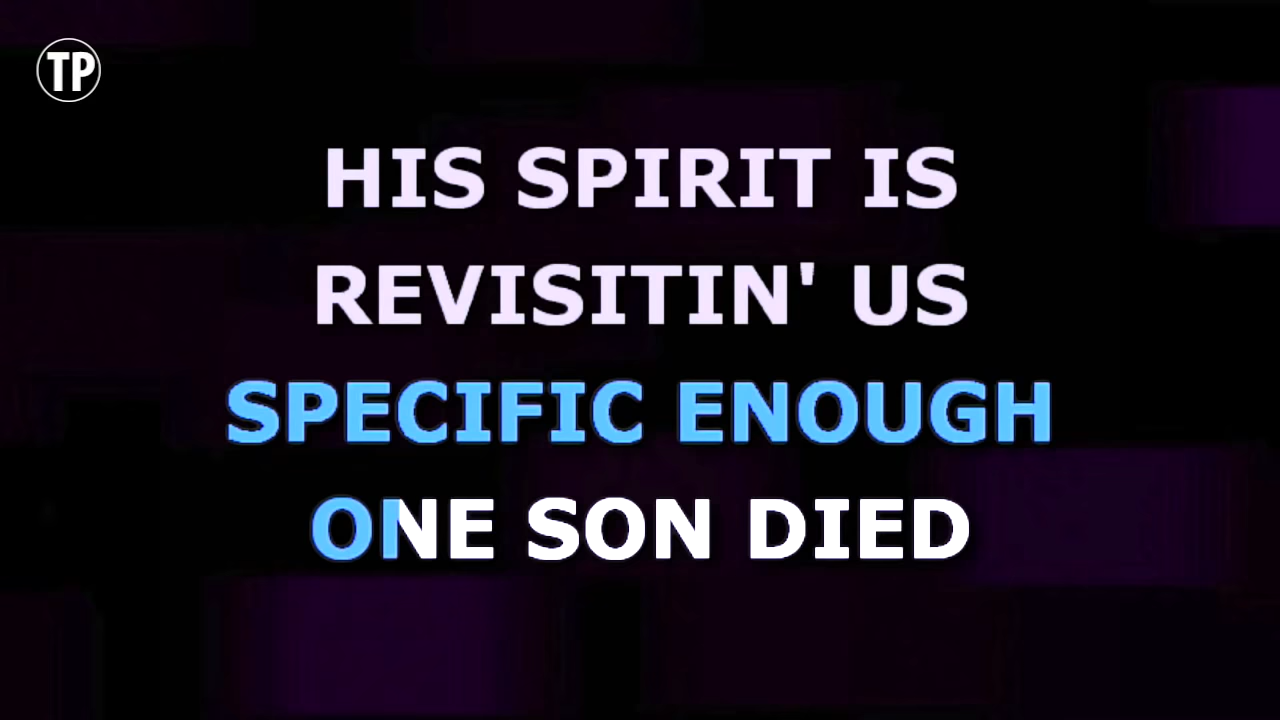 TP
HIS SPIRIT IS
REVISITIN' US
SPECIFIC ENOUGH
ONE SON DIED